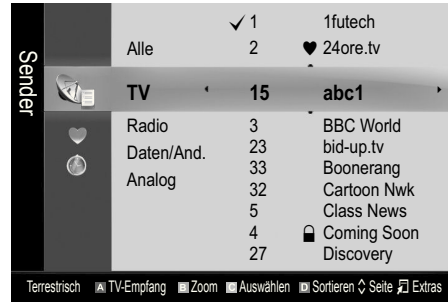 Sender
✓ 1 1futech
Alle 2 ♥ 24ore.tv
TV 15 abc1
Radio 3 BBC World
Daten/And. 23 bid-up.tv
Analog 33 Boonerang
32 Cartoon Nwk
5 Class News
4 Coming Soon
27 Discovery
Terrestrisch A TV-Empfang B Zoom C Auswählen D Sortieren Seite Extras